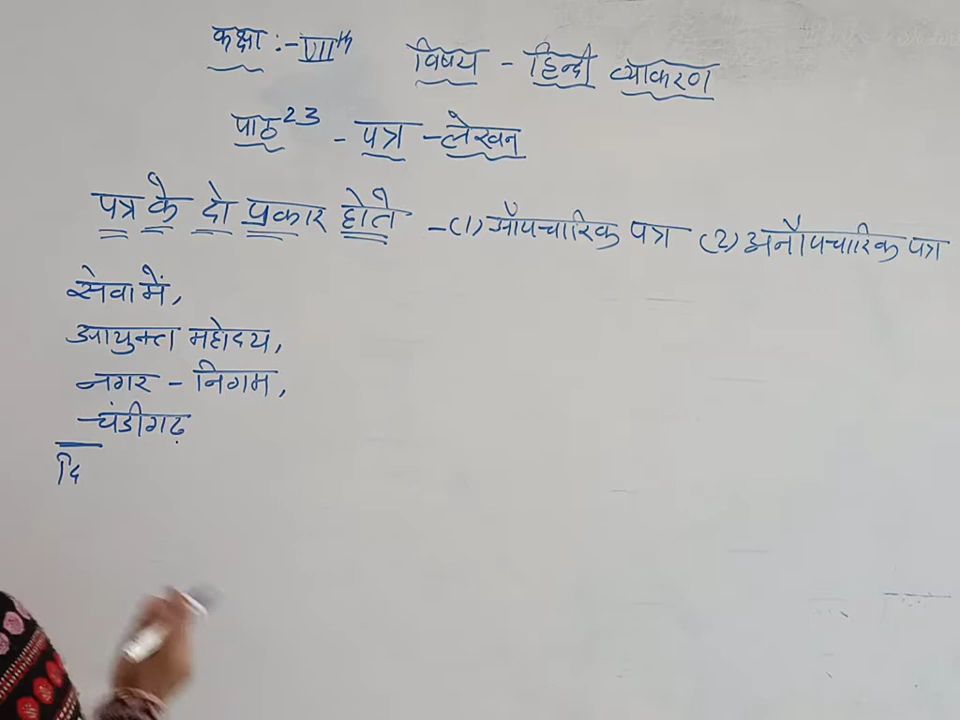 कक्षा :- VIIth विषय - हिन्दी व्याकरण
पाठ 23 - पत्र - लेखन
पत्र के दो प्रकार होते - (1) औपचारिक पत्र (2) अनौपचारिक पत्र
सेवा में,
आयुक्त महोदय,
नगर - निगम,
चंडीगढ़
दि